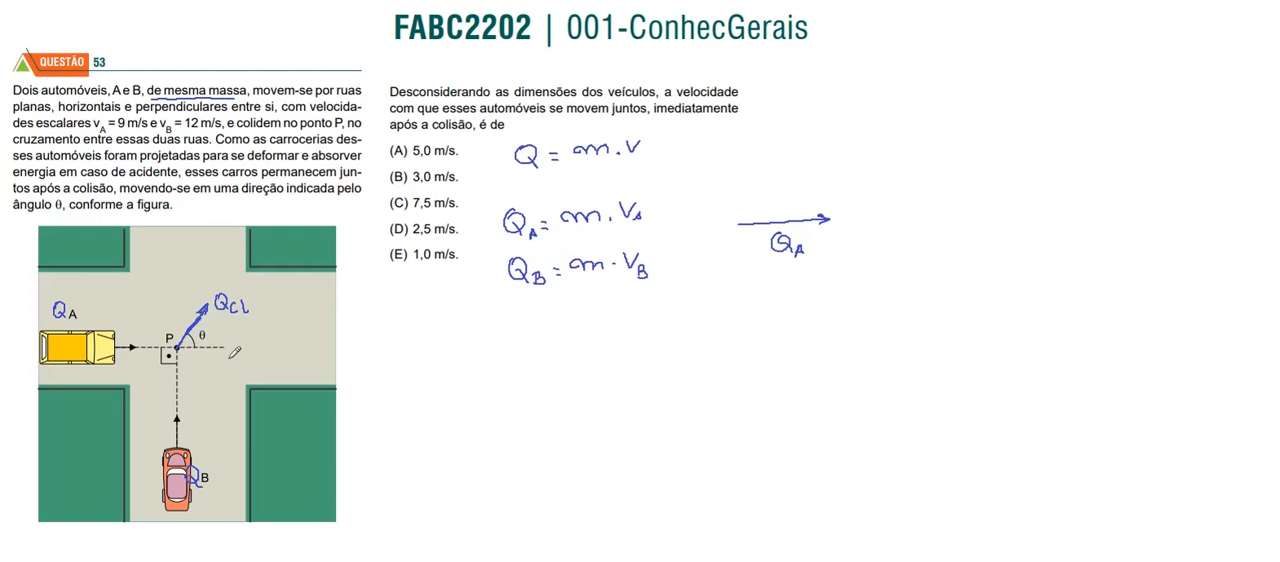 FABC2202 | 001-ConhecGerais
QUESTÃO 53
Dois automóveis, A e B, de mesma massa, movem-se por ruas
planas, horizontais e perpendiculares entre si, com velocida-
des escalares vA = 9 m/s e vB = 12 m/s, e colidem no ponto P, no
cruzamento entre essas duas ruas. Como as carrocerias des-
ses automóveis foram projetadas para se deformar e absorver
energia em caso de acidente, esses carros permanecem jun-
tos após a colisão, movendo-se em uma direção indicada pelo
ângulo θ, conforme a figura.
QA
QCL
P
θ
QB
Desconsiderando as dimensões dos veículos, a velocidade
com que esses automóveis se movem juntos, imediatamente
após a colisão, é de
(A) 5,0 m/s.
(B) 3,0 m/s.
(C) 7,5 m/s.
(D) 2,5 m/s.
(E) 1,0 m/s.
Q = m . V
QA = m . VA
QB = m . VB
QA